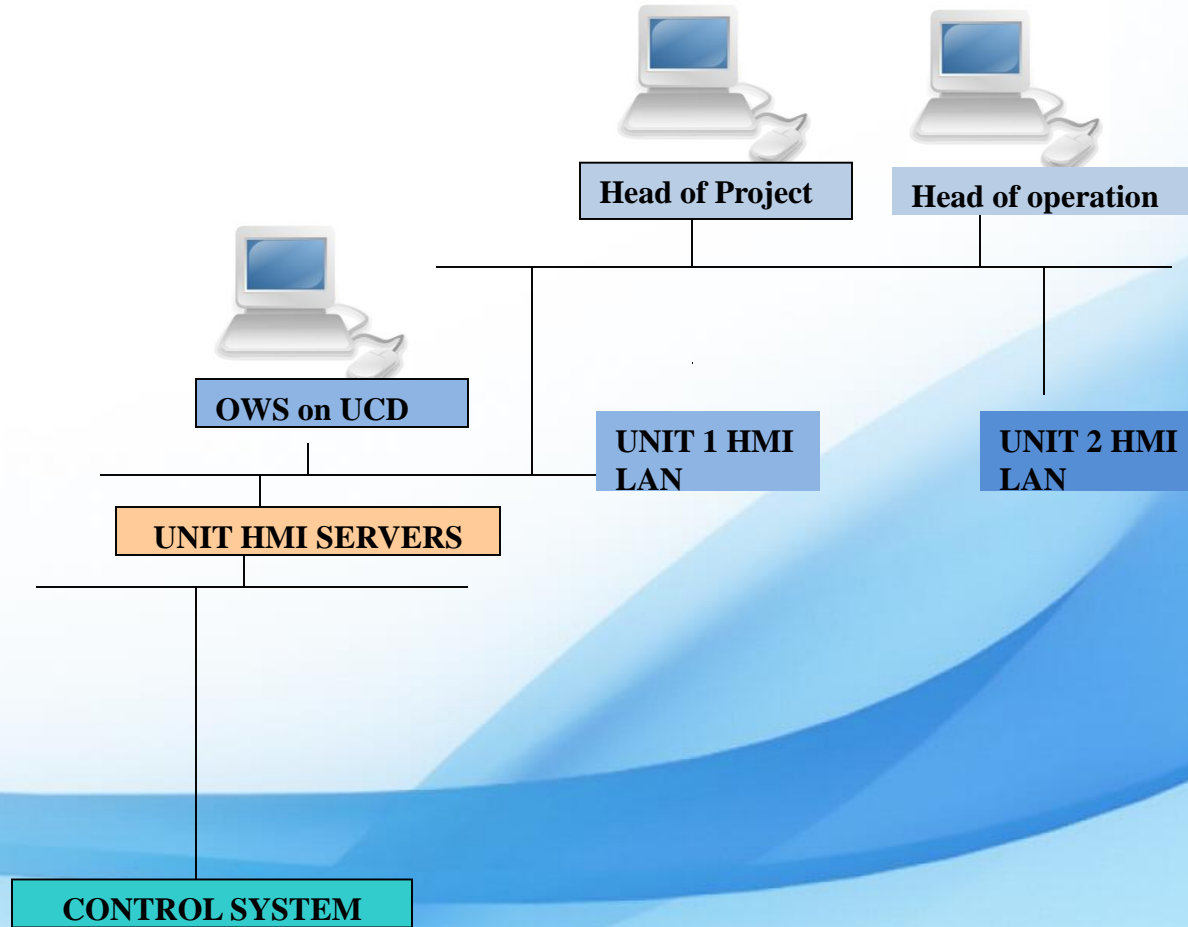 Head of Project
Head of operation
OWS on UCD
UNIT 1 HMI
LAN
UNIT 2 HMI
LAN
UNIT HMI SERVERS
CONTROL SYSTEM